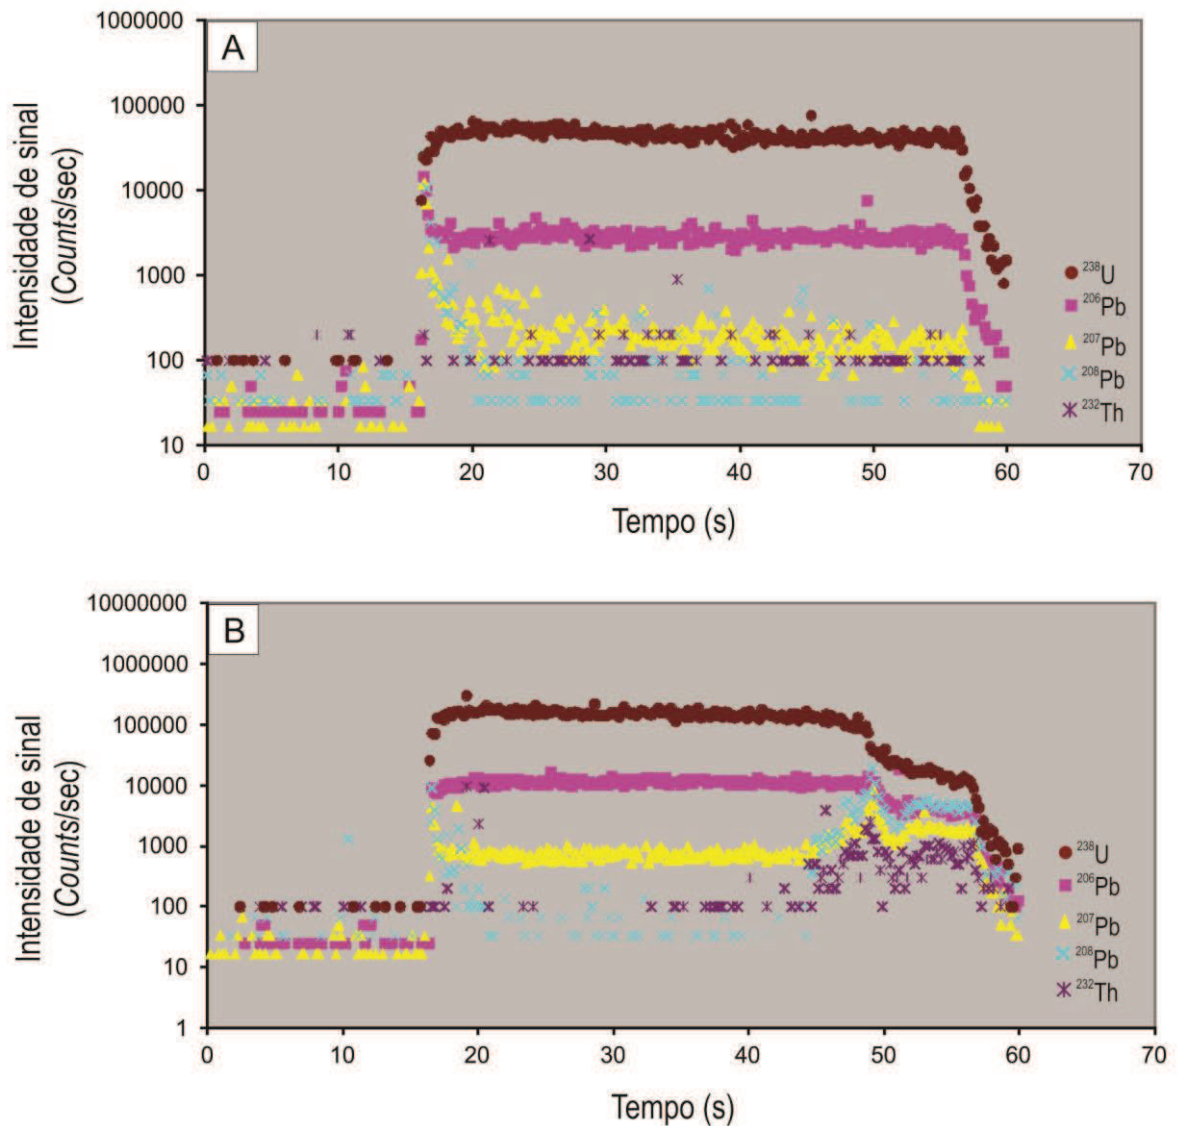 A
Intensidade de sinal
(Counts/sec)
1000000
100000
10000
1000
100
10
0 10 20 30 40 50 60 70
Tempo (s)
²³⁸U
²⁰⁶Pb
²⁰⁷Pb
²⁰⁸Pb
²³²Th
B
Intensidade de sinal
(Counts/sec)
10000000
1000000
100000
10000
1000
100
10
1
0 10 20 30 40 50 60 70
Tempo (s)
²³⁸U
²⁰⁶Pb
²⁰⁷Pb
²⁰⁸Pb
²³²Th